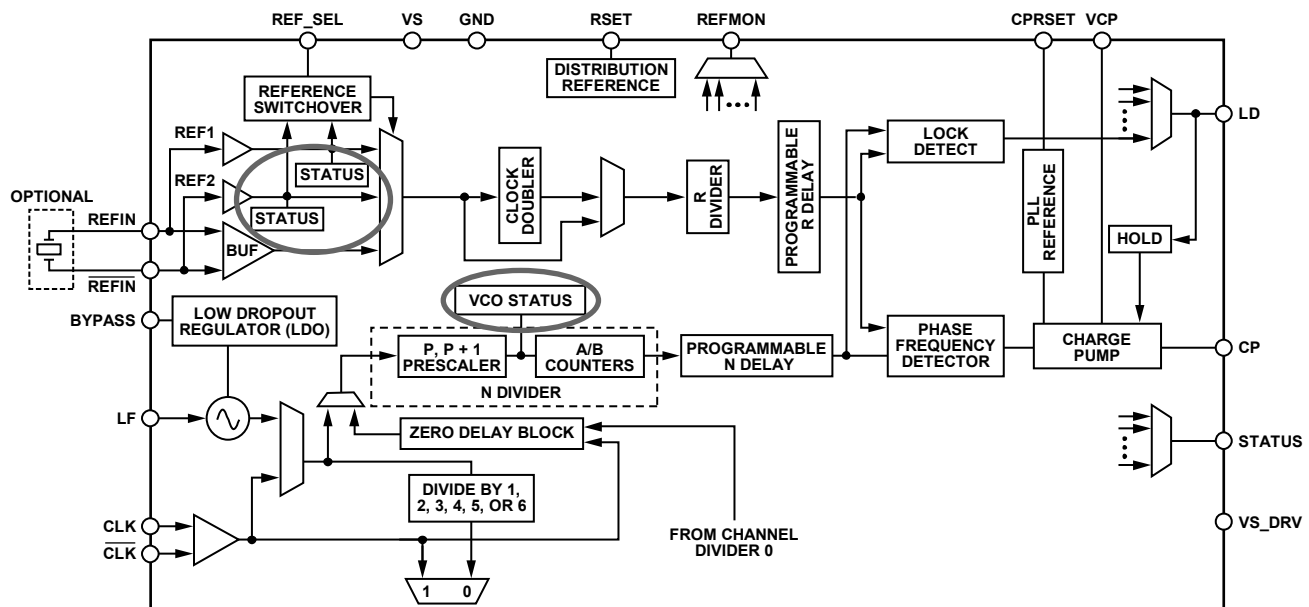 REF_SEL
VS
GND
RSET
REFMON
CPRSET
VCP
REFERENCE
SWITCHOVER
DISTRIBUTION
REFERENCE
REF1
REF2
STATUS
STATUS
BUF
OPTIONAL
REFIN
REFIN
CLOCK
DOUBLER
R
DIVIDER
PROGRAMMABLE
R DELAY
LOCK
DETECT
PLL
REFERENCE
LD
HOLD
BYPASS
LOW DROPOUT
REGULATOR (LDO)
VCO STATUS
P, P + 1
PRESCALER
A/B
COUNTERS
N DIVIDER
PROGRAMMABLE
N DELAY
PHASE
FREQUENCY
DETECTOR
CHARGE
PUMP
CP
LF
ZERO DELAY BLOCK
STATUS
DIVIDE BY 1,
2, 3, 4, 5, OR 6
CLK
CLK
FROM CHANNEL
DIVIDER 0
VS_DRV
1 0